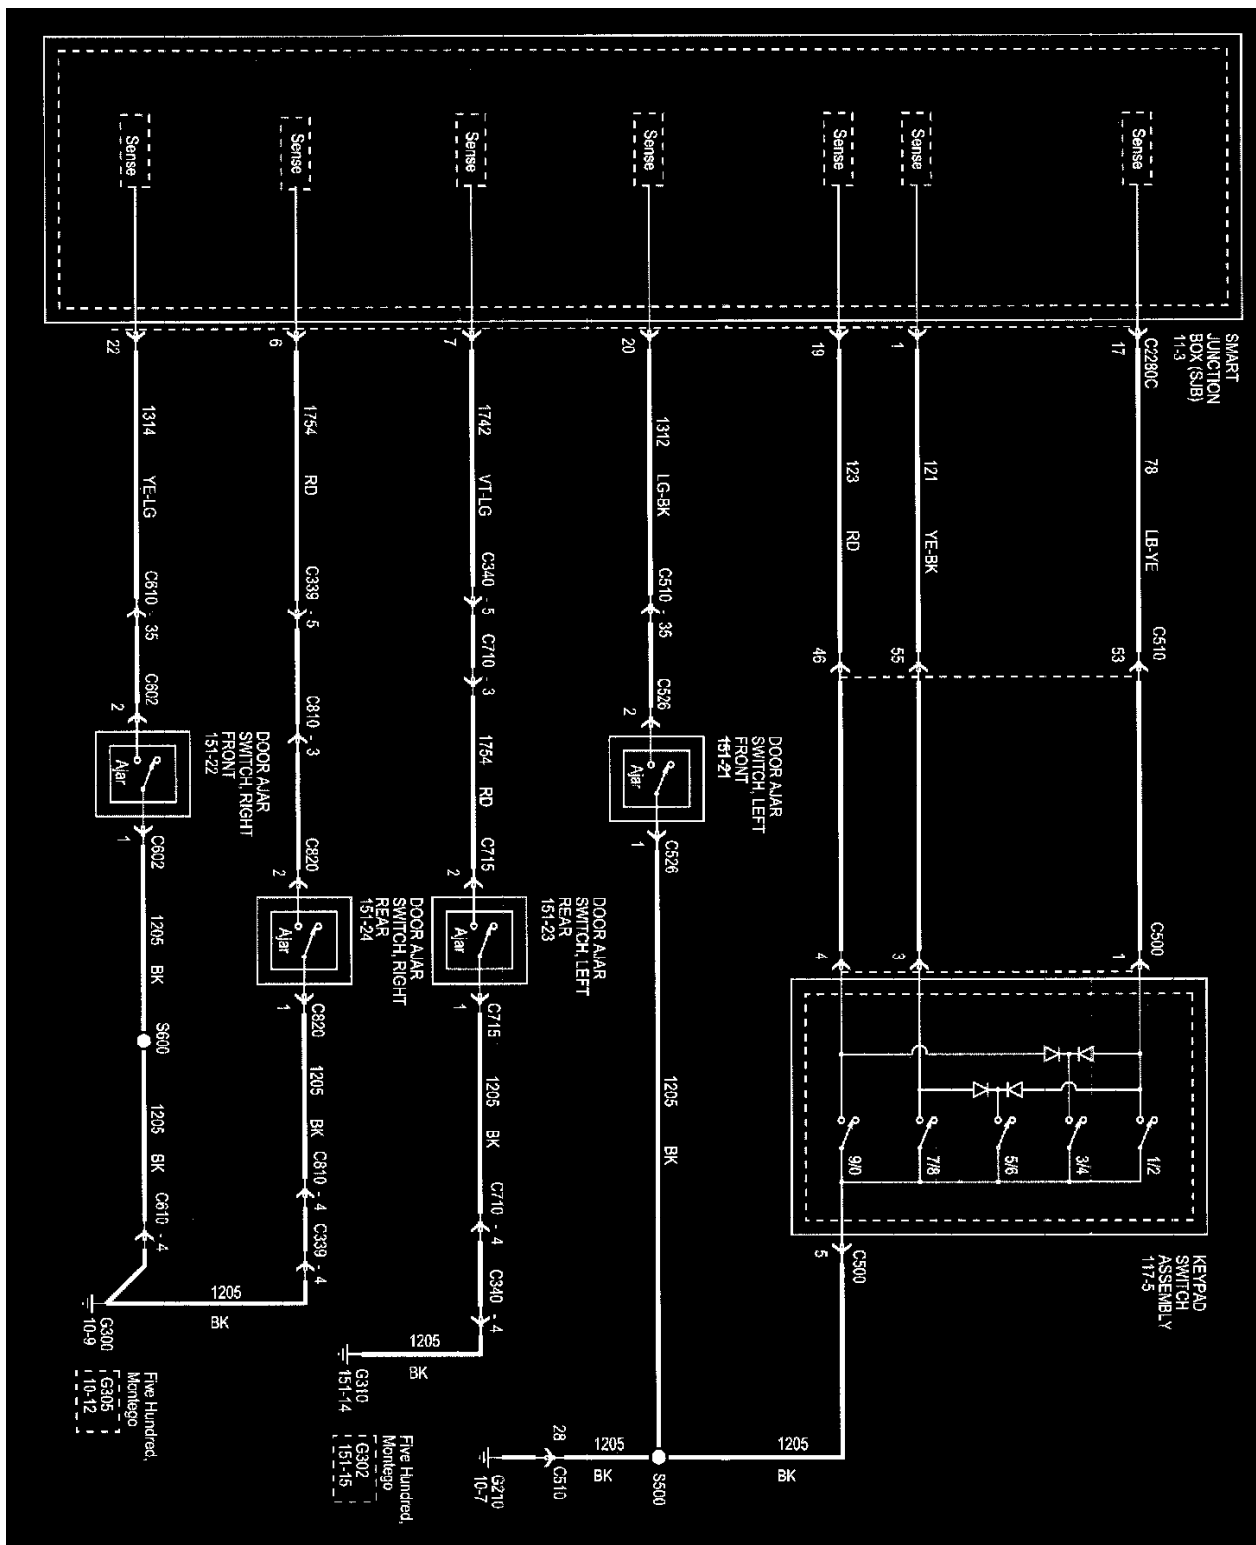 SMART
JUNCTION
BOX (SJB)
11-3
C2280C
Sense
17
78
LB-YE
C510
53
C500
1
Sense
1
121
YE-BK
55
3
Sense
19
123
RD
46
4
1/2
3/4
5/6
7/8
9/0
KEYPAD
SWITCH
ASSEMBLY
117-5
C500
5
1205
BK
S500
1205
BK
28
C510
G210
10-7
Sense
20
1312
LG-BK
C510 - 35
C526
2
DOOR AJAR
SWITCH, LEFT
FRONT
151-21
Ajar
C526
1
1205
BK
Sense
7
1742
VT-LG
C340 - 5
C710 - 3
1754
RD
C715
2
DOOR AJAR
SWITCH, LEFT
REAR
151-23
Ajar
C715
1
1205
BK
C710 - 4
C340 - 4
1205
BK
G310
151-14
Five Hundred,
Montego
G302
151-15
Sense
6
1754
RD
C339 - 5
C810 - 3
C820
2
DOOR AJAR
SWITCH, RIGHT
REAR
151-24
Ajar
C820
1
1205
BK
C810 - 4
C339 - 4
1205
BK
Sense
22
1314
YE-LG
C610 - 35
C602
2
DOOR AJAR
SWITCH, RIGHT
FRONT
151-22
Ajar
C602
1
1205
BK
S600
1205
BK
C610 - 4
G300
10-9
Five Hundred,
Montego
G305
10-12